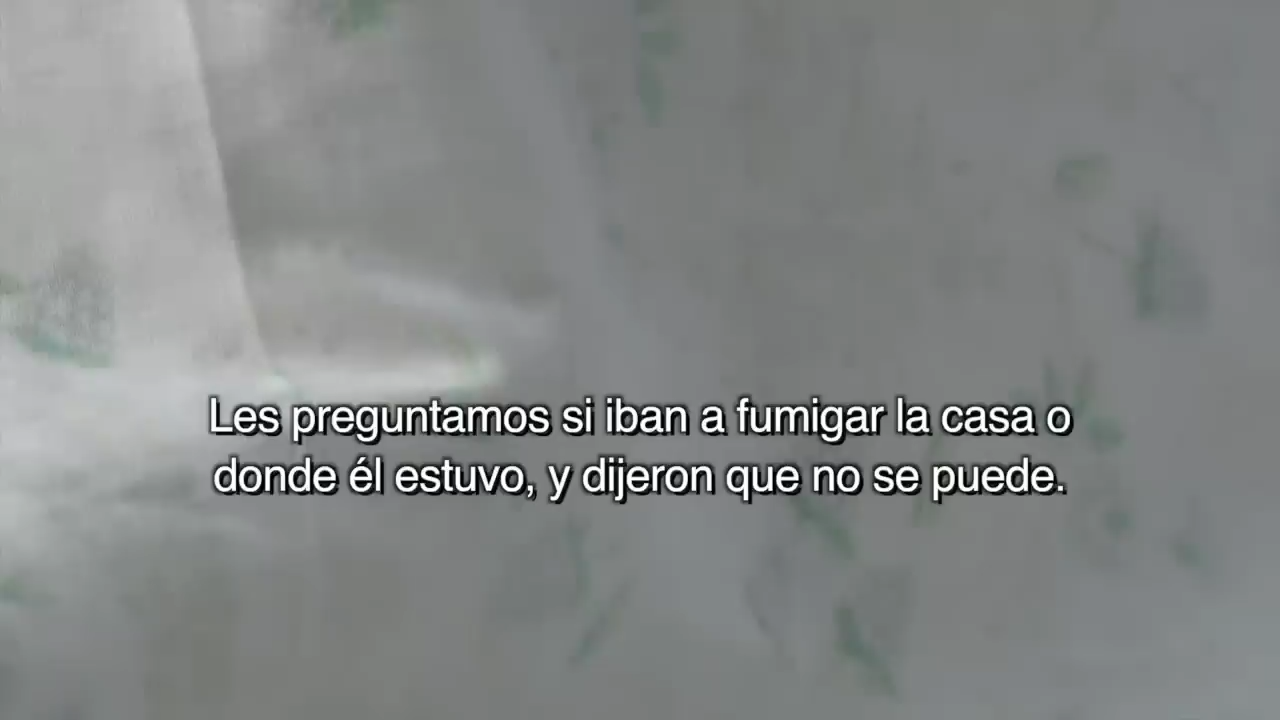 Les preguntamos si iban a fumigar la casa o
donde él estuvo, y dijeron que no se puede.